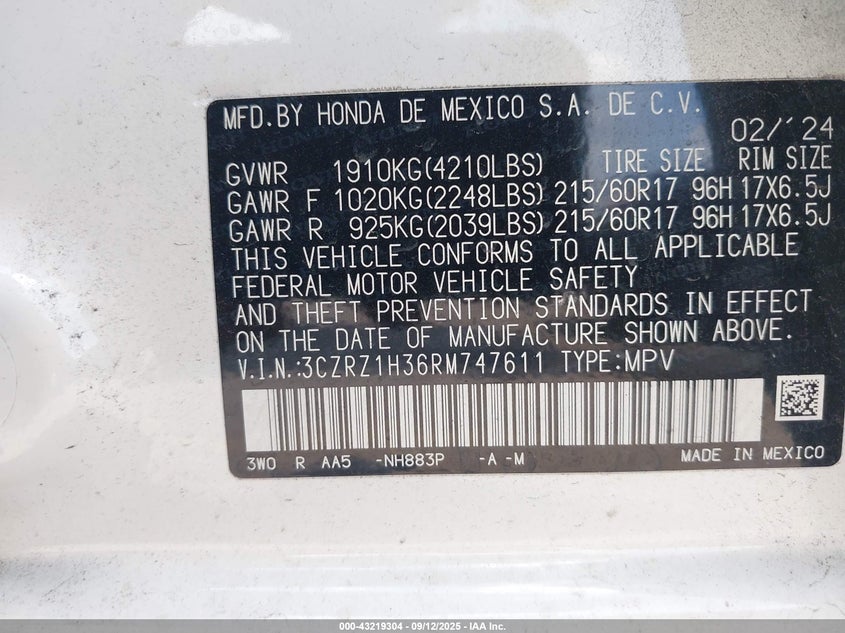 MFD.BY HONDA DE MEXICO S.A. DE C.V.
02/'24
GVWR 1910KG(4210LBS) TIRE SIZE RIM SIZE
GAWR F 1020KG(2248LBS) 215/60R17 96H 17X6.5J
GAWR R 925KG(2039LBS) 215/60R17 96H 17X6.5J
THIS VEHICLE CONFORMS TO ALL APPLICABLE
FEDERAL MOTOR VEHICLE SAFETY
AND THEFT PREVENTION STANDARDS IN EFFECT
ON THE DATE OF MANUFACTURE SHOWN ABOVE.
V.I.N.:3CZRZ1H36RM747611 TYPE:MPV
3W0 R AA5 -NH883P -A -M MADE IN MEXICO
000-43219304 - 09/12/2025 - IAA Inc.